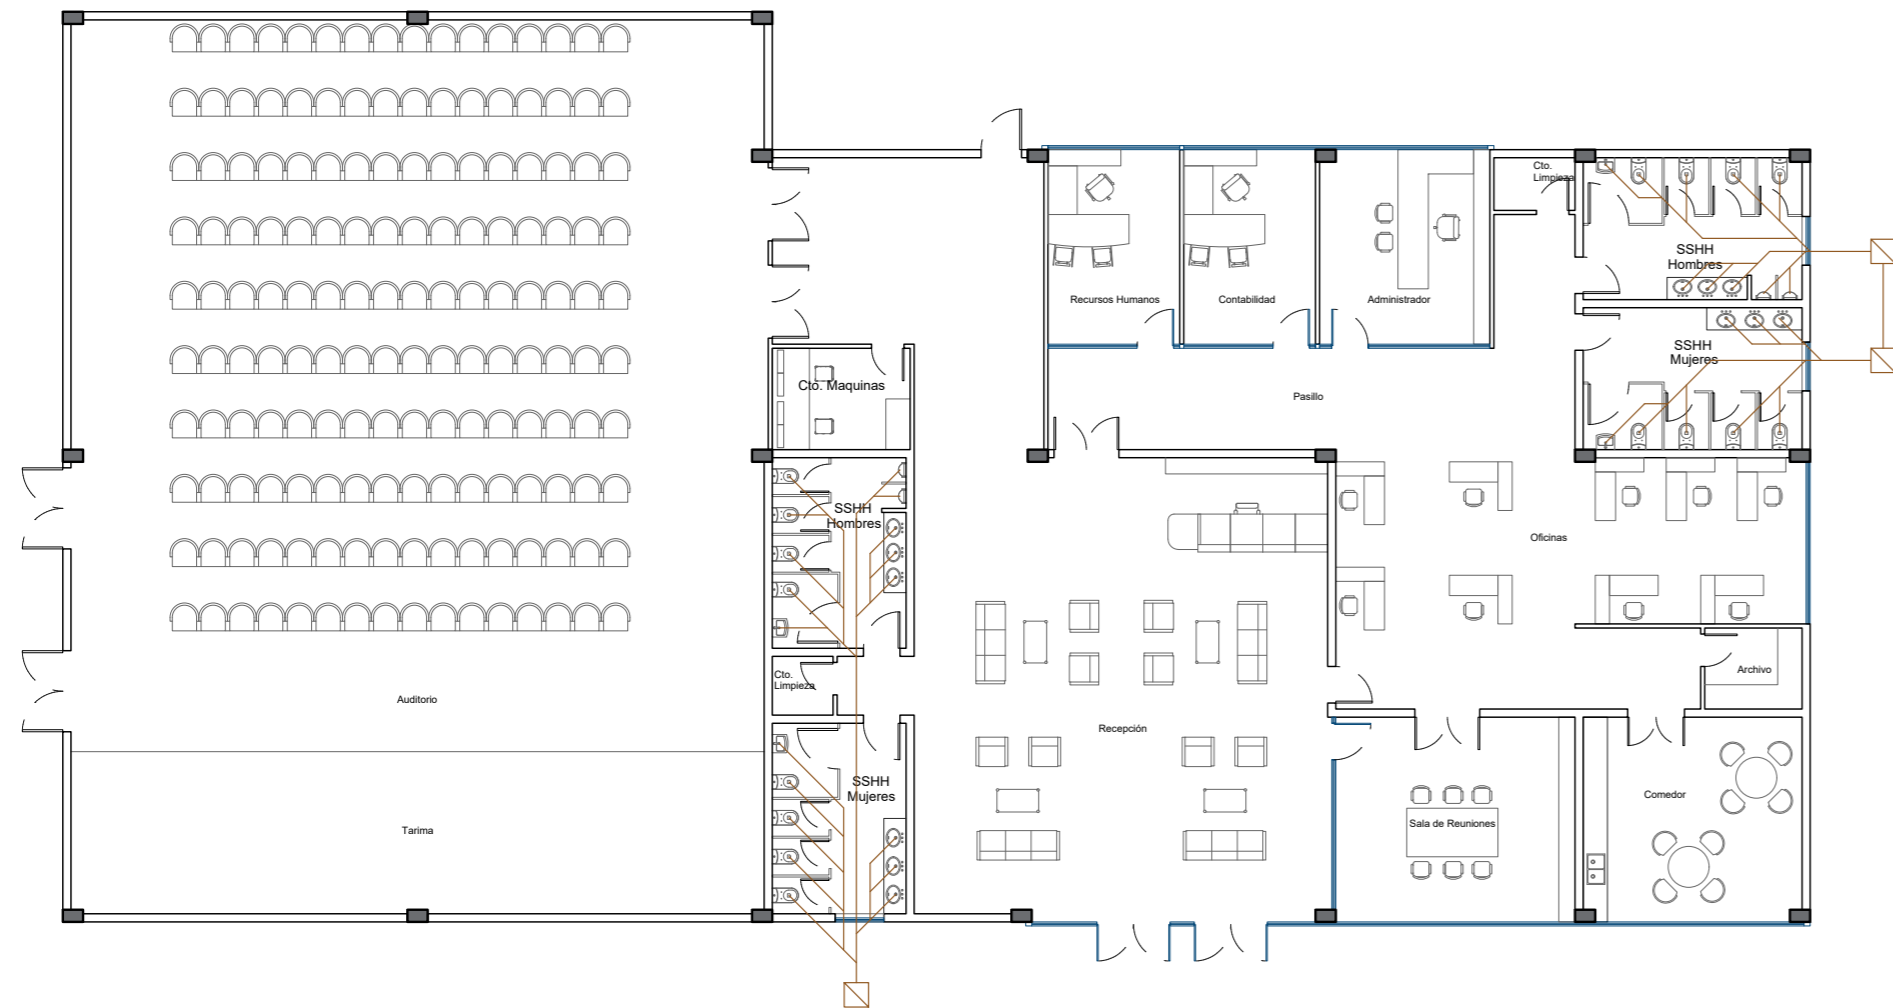 Cto.
Limpieza
SSHH
Hombres
Recursos Humanos
Contabilidad
Administrador
SSHH
Mujeres
Cto. Maquinas
Pasillo
SSHH
Hombres
Oficinas
Cto.
Limpieza
Archivo
Auditorio
Recepción
SSHH
Mujeres
Comedor
Sala de Reuniones
Tarima